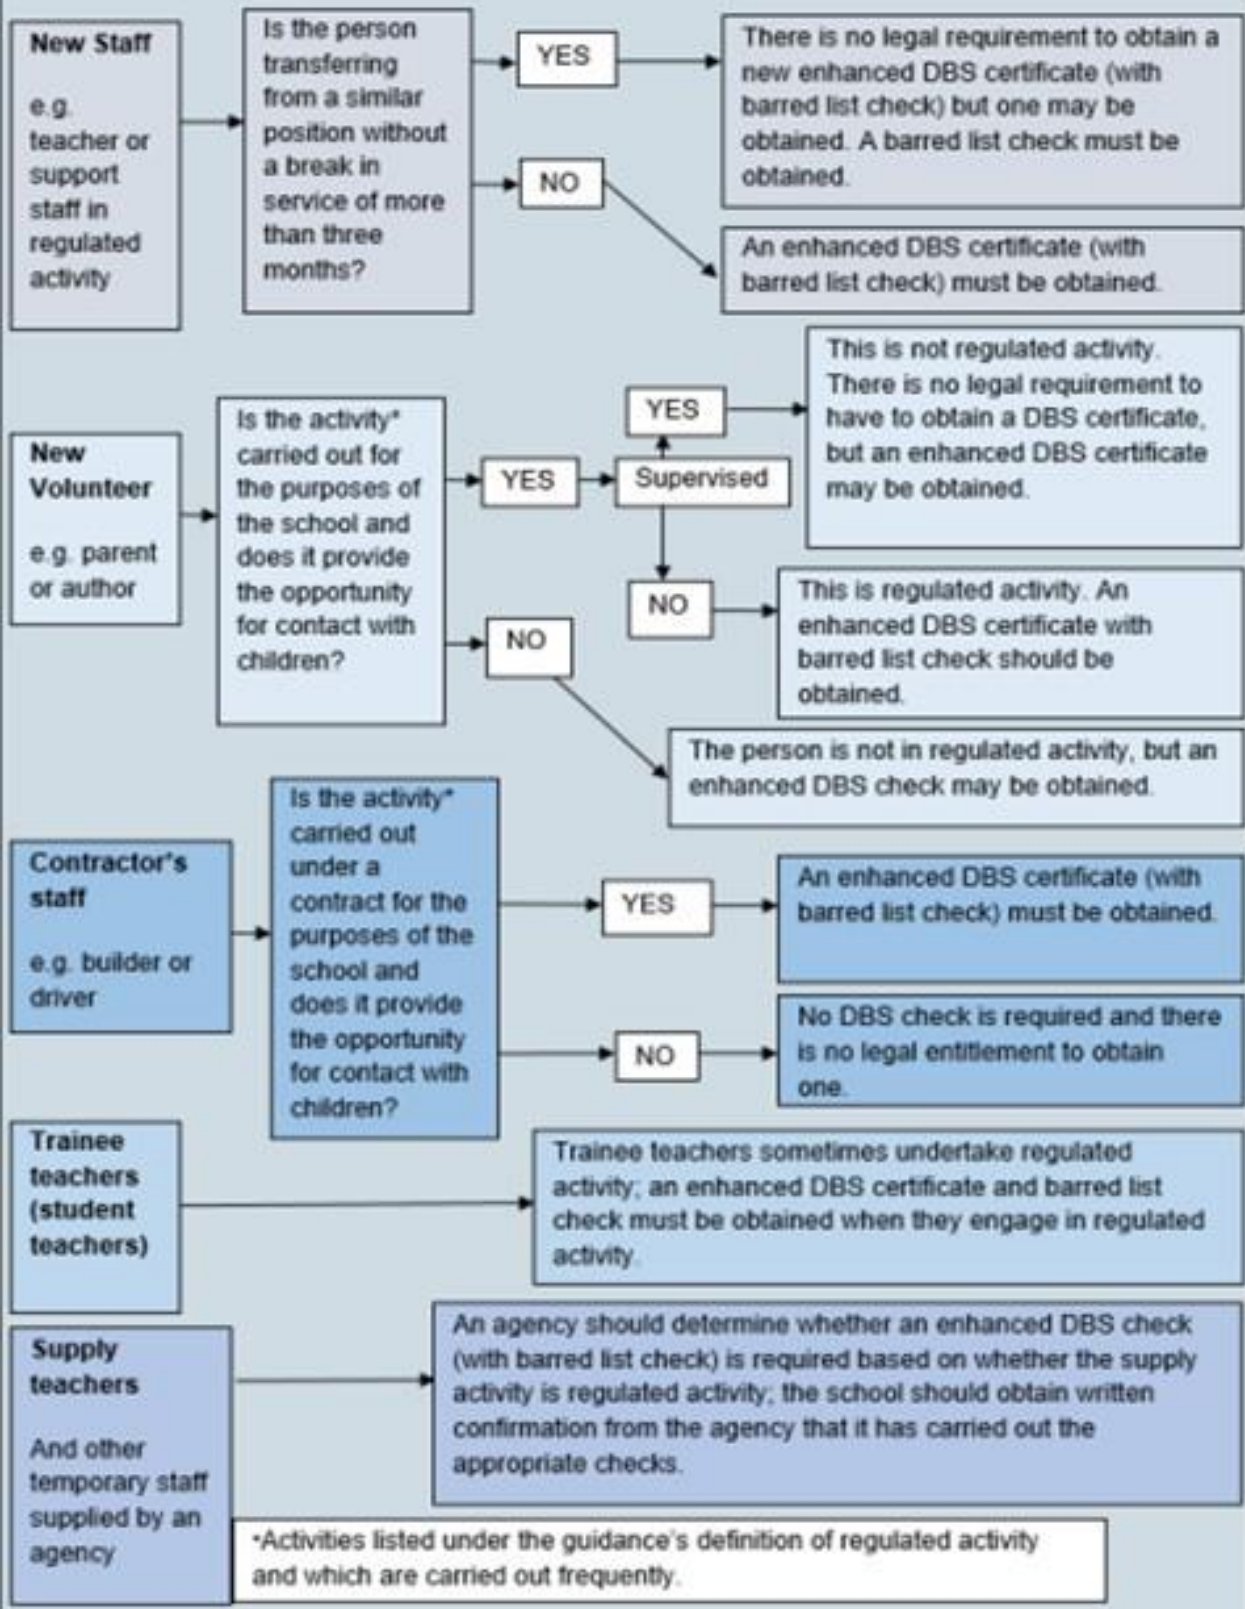 New Staff
e.g.
teacher or
support
staff in
regulated
activity
Is the person
transferring
from a similar
position without
a break in
service of more
than three
months?
YES
There is no legal requirement to obtain a
new enhanced DBS certificate (with
barred list check) but one may be
obtained. A barred list check must be
obtained.
NO
An enhanced DBS certificate (with
barred list check) must be obtained.
New
Volunteer
e.g. parent
or author
Is the activity*
carried out for
the purposes of
the school and
does it provide
the opportunity
for contact with
children?
YES
Supervised
YES
This is not regulated activity.
There is no legal requirement to
have to obtain a DBS certificate,
but an enhanced DBS certificate
may be obtained.
NO
This is regulated activity. An
enhanced DBS certificate with
barred list check should be
obtained.
NO
The person is not in regulated activity, but an
enhanced DBS check may be obtained.
Contractor's
staff
e.g. builder or
driver
Is the activity*
carried out
under a
contract for the
purposes of the
school and
does it provide
the opportunity
for contact with
children?
YES
An enhanced DBS certificate (with
barred list check) must be obtained.
NO
No DBS check is required and there
is no legal entitlement to obtain
one.
Trainee
teachers
(student
teachers)
Trainee teachers sometimes undertake regulated
activity; an enhanced DBS certificate and barred list
check must be obtained when they engage in regulated
activity.
Supply
teachers
And other
temporary staff
supplied by an
agency
An agency should determine whether an enhanced DBS check
(with barred list check) is required based on whether the supply
activity is regulated activity; the school should obtain written
confirmation from the agency that it has carried out the
appropriate checks.
*Activities listed under the guidance's definition of regulated activity
and which are carried out frequently.